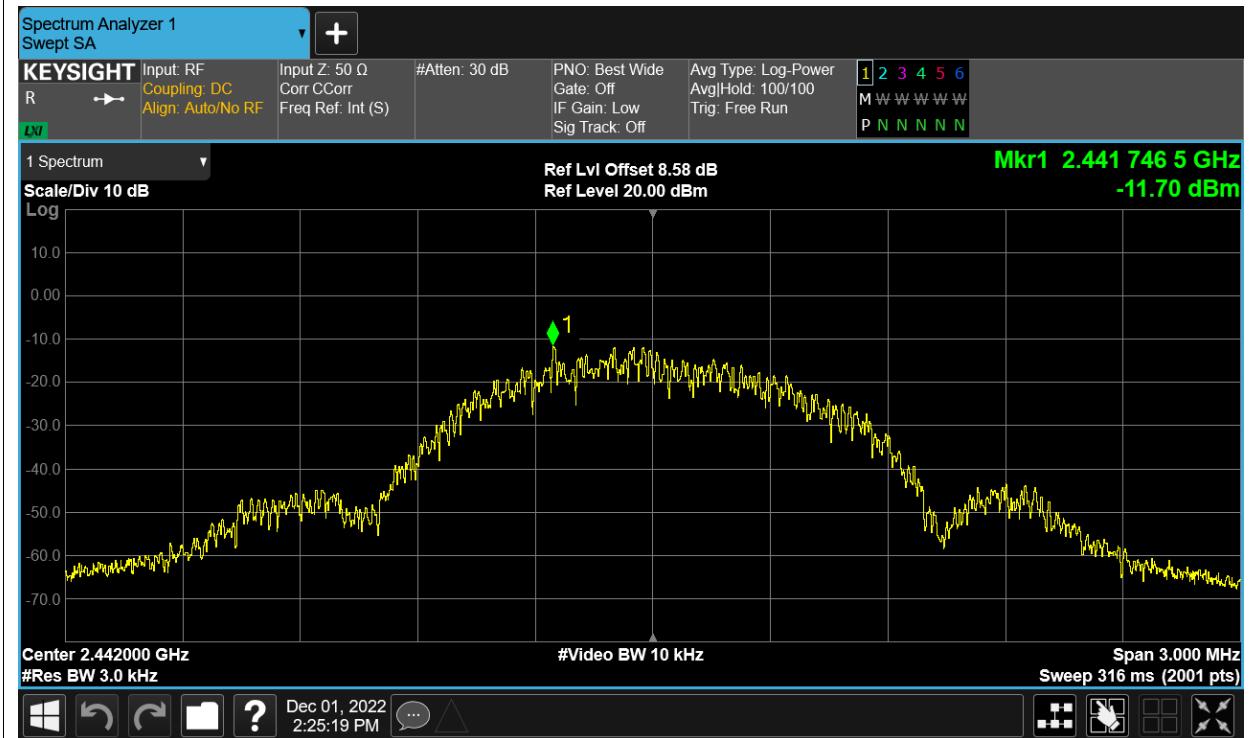 Spectrum Analyzer 1
Swept SA
+
KEYSIGHT
R
LXI
Input: RF
Coupling: DC
Align: Auto/No RF
Input Z: 50 Ω
Corr CCorr
Freq Ref: Int (S)
#Atten: 30 dB
PNO: Best Wide
Gate: Off
IF Gain: Low
Sig Track: Off
Avg Type: Log-Power
Avg|Hold: 100/100
Trig: Free Run
1 2 3 4 5 6
M W W W W W
P N N N N N
1 Spectrum
Scale/Div 10 dB
Log
Ref Lvl Offset 8.58 dB
Ref Level 20.00 dBm
Mkr1 2.441 746 5 GHz
-11.70 dBm
10.0
0.00
1
-10.0
-20.0
-30.0
-40.0
-50.0
-60.0
-70.0
Center 2.442000 GHz
#Res BW 3.0 kHz
#Video BW 10 kHz
Span 3.000 MHz
Sweep 316 ms (2001 pts)
?
Dec 01, 2022
2:25:19 PM